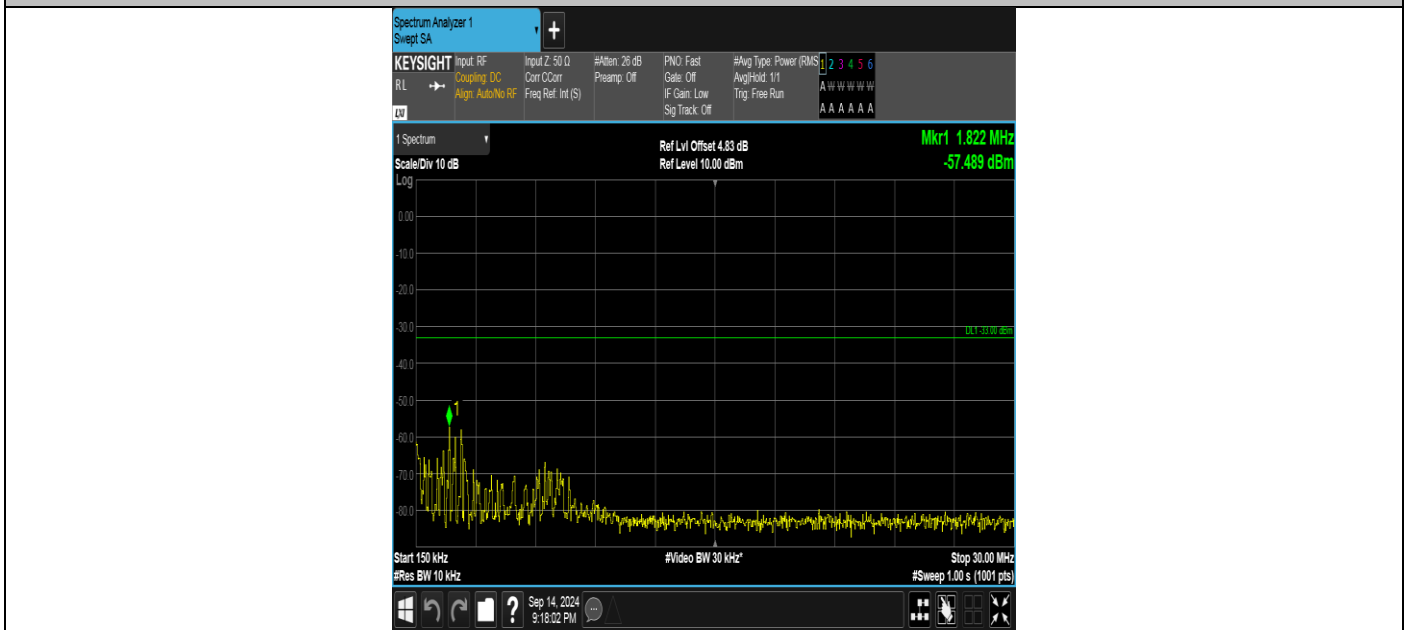 Spectrum Analyzer 1
Swept SA
+
KEYSIGHT
RL
LXI
Input: RF
Coupling: DC
Align: Auto/No RF
Input Z: 50 Ω
Corr CCorr
Freq Ref: Int (S)
#Atten: 26 dB
Preamp: Off
PNO: Fast
Gate: Off
IF Gain: Low
Sig Track: Off
#Avg Type: Power (RMS
Avg|Hold: 1/1
Trig: Free Run
1 2 3 4 5 6
A W W W W W
A A A A A A
1 Spectrum
Scale/Div 10 dB
Ref Lvl Offset 4.83 dB
Ref Level 10.00 dBm
Mkr1 1.822 MHz
-57.489 dBm
Log
0.00
-10.0
-20.0
-30.0
DL1 -33.00 dBm
-40.0
-50.0
1
-60.0
-70.0
-80.0
Start 150 kHz
#Video BW 30 kHz*
Stop 30.00 MHz
#Res BW 10 kHz
#Sweep 1.00 s (1001 pts)
?
Sep 14, 2024
9:18:02 PM